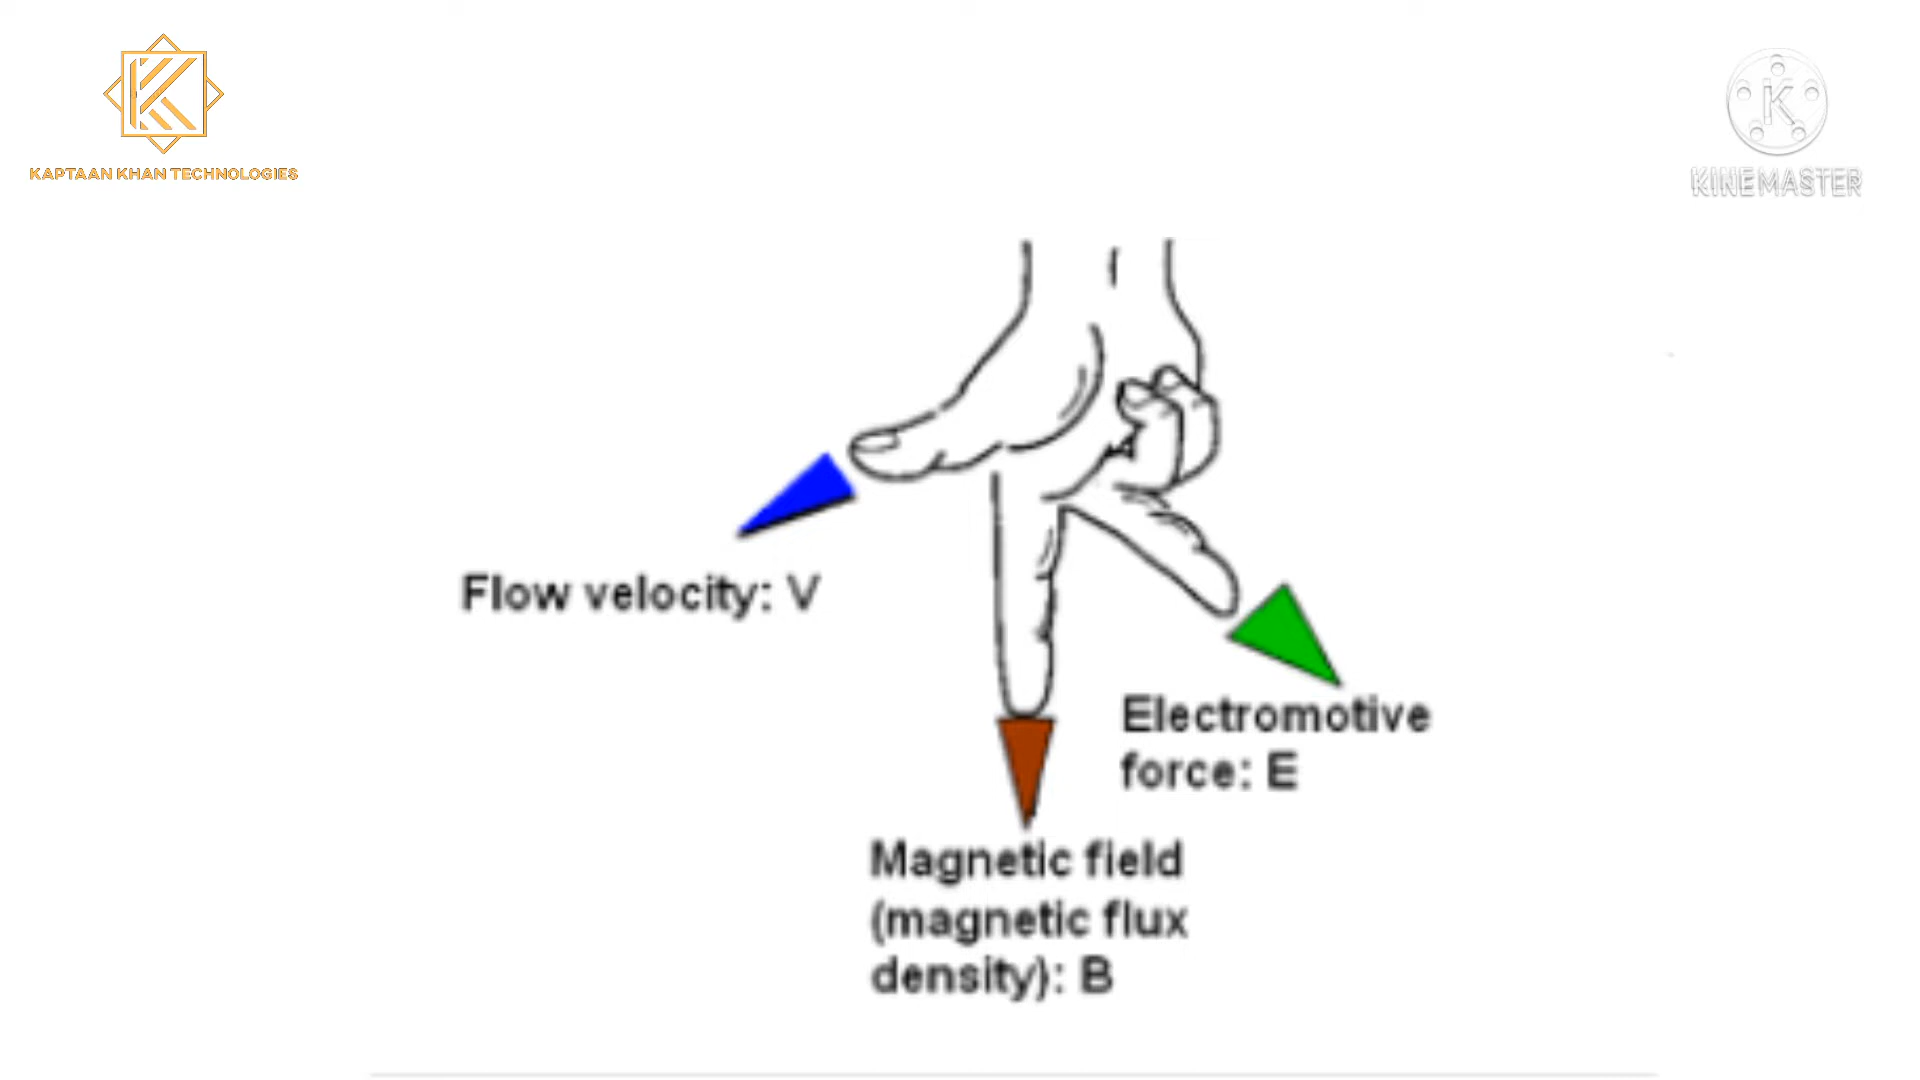 KAPTAAN KHAN TECHNOLOGIES
K
KINEMASTER
Flow velocity: V
Electromotive
force: E
Magnetic field
(magnetic flux
density): B